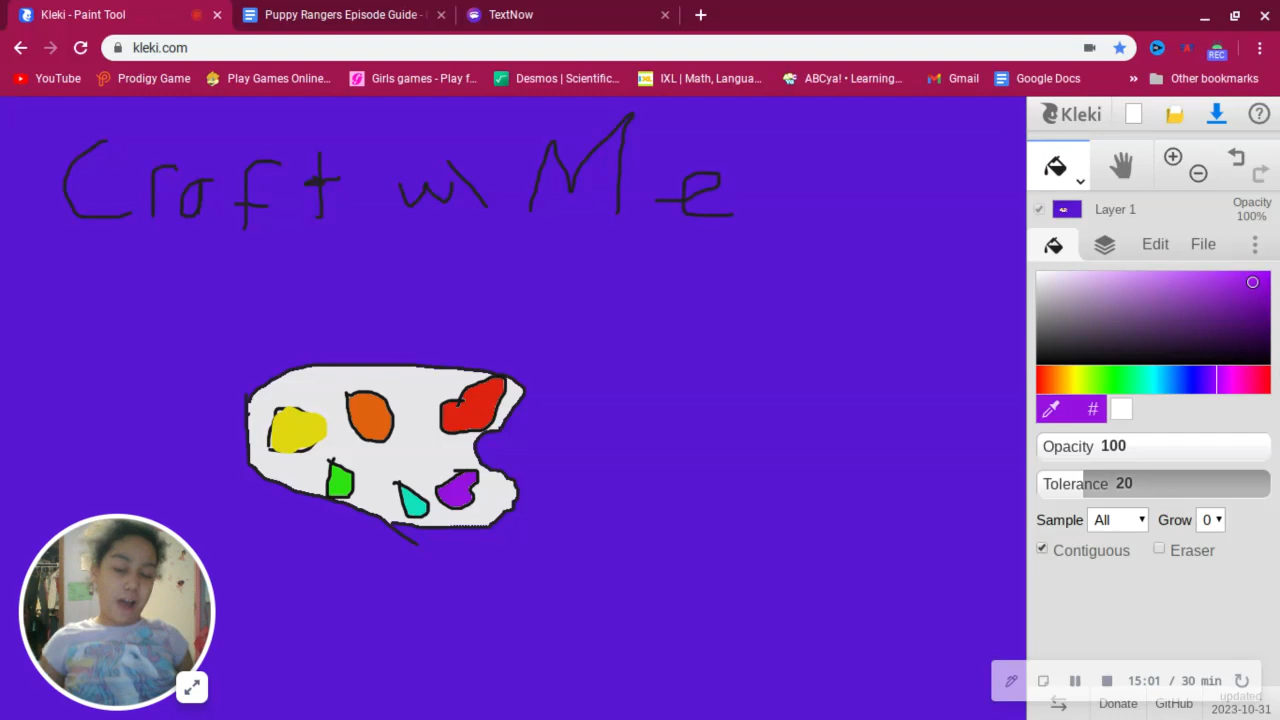 Kleki - Paint Tool
Puppy Rangers Episode Guide -
TextNow
kleki.com
REC
YouTube
Prodigy Game
Play Games Online...
Girls games - Play f...
Desmos | Scientific...
IXL | Math, Langua...
ABCya! • Learning...
Gmail
Google Docs
»
Other bookmarks
Craft w\ Me
Kleki
Layer 1
Opacity
100%
Edit
File
#
Opacity 100
Tolerance 20
Sample All
Grow 0
Contiguous
Eraser
15:01 / 30 min
Donate
GitHub
updated
2023-10-31